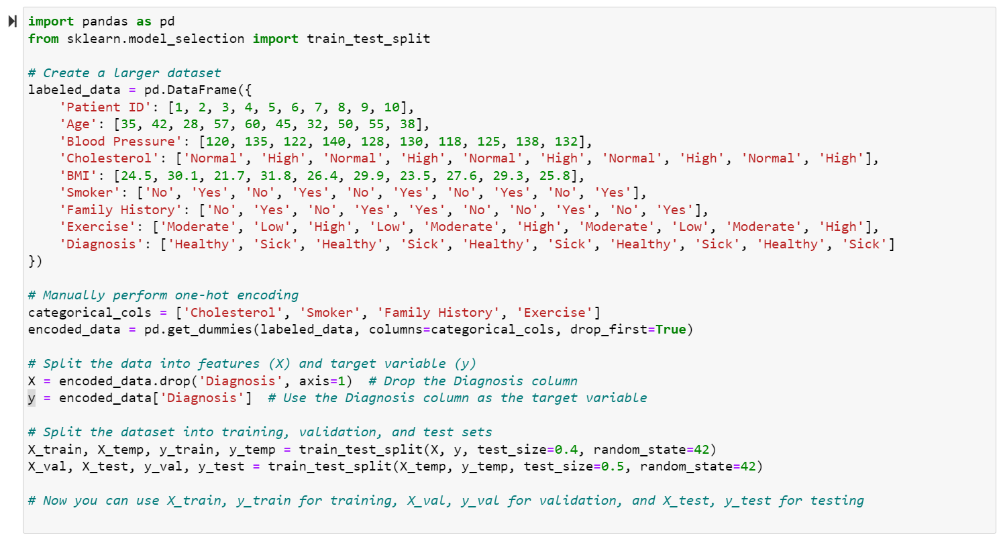 import pandas as pd
from sklearn.model_selection import train_test_split
# Create a larger dataset
labeled_data = pd.DataFrame({
    'Patient ID': [1, 2, 3, 4, 5, 6, 7, 8, 9, 10],
    'Age': [35, 42, 28, 57, 60, 45, 32, 50, 55, 38],
    'Blood Pressure': [120, 135, 122, 140, 128, 130, 118, 125, 138, 132],
    'Cholesterol': ['Normal', 'High', 'Normal', 'High', 'Normal', 'High', 'Normal', 'High', 'Normal', 'High'],
    'BMI': [24.5, 30.1, 21.7, 31.8, 26.4, 29.9, 23.5, 27.6, 29.3, 25.8],
    'Smoker': ['No', 'Yes', 'No', 'Yes', 'No', 'Yes', 'No', 'Yes', 'No', 'Yes'],
    'Family History': ['No', 'Yes', 'No', 'Yes', 'Yes', 'No', 'No', 'Yes', 'No', 'Yes'],
    'Exercise': ['Moderate', 'Low', 'High', 'Low', 'Moderate', 'High', 'Moderate', 'Low', 'Moderate', 'High'],
    'Diagnosis': ['Healthy', 'Sick', 'Healthy', 'Sick', 'Healthy', 'Sick', 'Healthy', 'Sick', 'Healthy', 'Sick']
})
# Manually perform one-hot encoding
categorical_cols = ['Cholesterol', 'Smoker', 'Family History', 'Exercise']
encoded_data = pd.get_dummies(labeled_data, columns=categorical_cols, drop_first=True)
# Split the data into features (X) and target variable (y)
X = encoded_data.drop('Diagnosis', axis=1)  # Drop the Diagnosis column
y = encoded_data['Diagnosis']  # Use the Diagnosis column as the target variable
# Split the dataset into training, validation, and test sets
X_train, X_temp, y_train, y_temp = train_test_split(X, y, test_size=0.4, random_state=42)
X_val, X_test, y_val, y_test = train_test_split(X_temp, y_temp, test_size=0.5, random_state=42)
# Now you can use X_train, y_train for training, X_val, y_val for validation, and X_test, y_test for testing